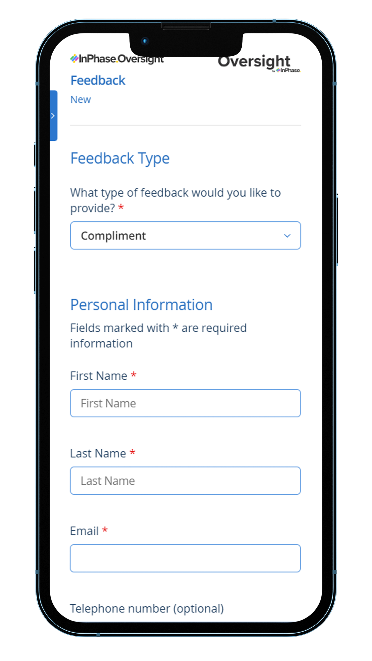 InPhase Oversight
Oversight
by InPhase
Feedback
New
Feedback Type
What type of feedback would you like to
provide? *
Compliment
Personal Information
Fields marked with * are required
information
First Name *
First Name
Last Name *
Last Name
Email *
Telephone number (optional)